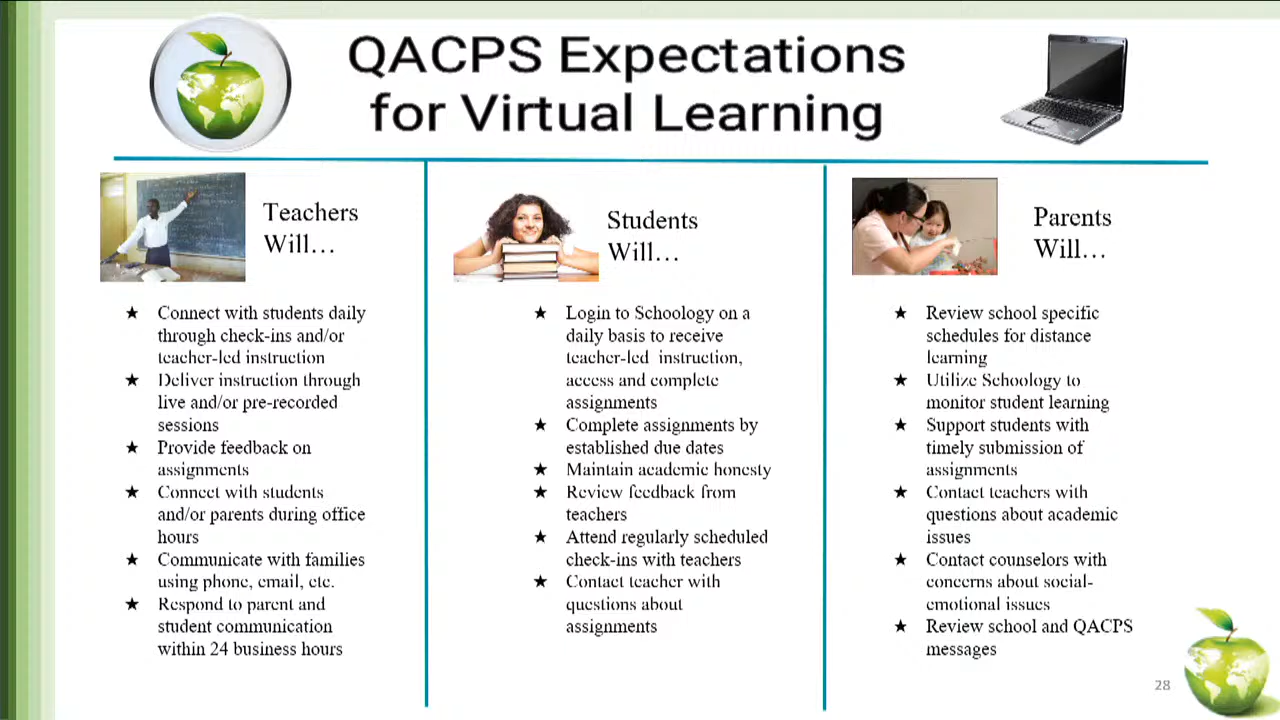 QACPS Expectations
for Virtual Learning
Teachers
Will…
★ Connect with students daily
through check-ins and/or
teacher-led instruction
★ Deliver instruction through
live and/or pre-recorded
sessions
★ Provide feedback on
assignments
★ Connect with students
and/or parents during office
hours
★ Communicate with families
using phone, email, etc.
★ Respond to parent and
student communication
within 24 business hours
Students
Will…
★ Login to Schoology on a
daily basis to receive
teacher-led instruction,
access and complete
assignments
★ Complete assignments by
established due dates
★ Maintain academic honesty
★ Review feedback from
teachers
★ Attend regularly scheduled
check-ins with teachers
★ Contact teacher with
questions about
assignments
Parents
Will…
★ Review school specific
schedules for distance
learning
★ Utilize Schoology to
monitor student learning
★ Support students with
timely submission of
assignments
★ Contact teachers with
questions about academic
issues
★ Contact counselors with
concerns about social-
emotional issues
★ Review school and QACPS
messages
28